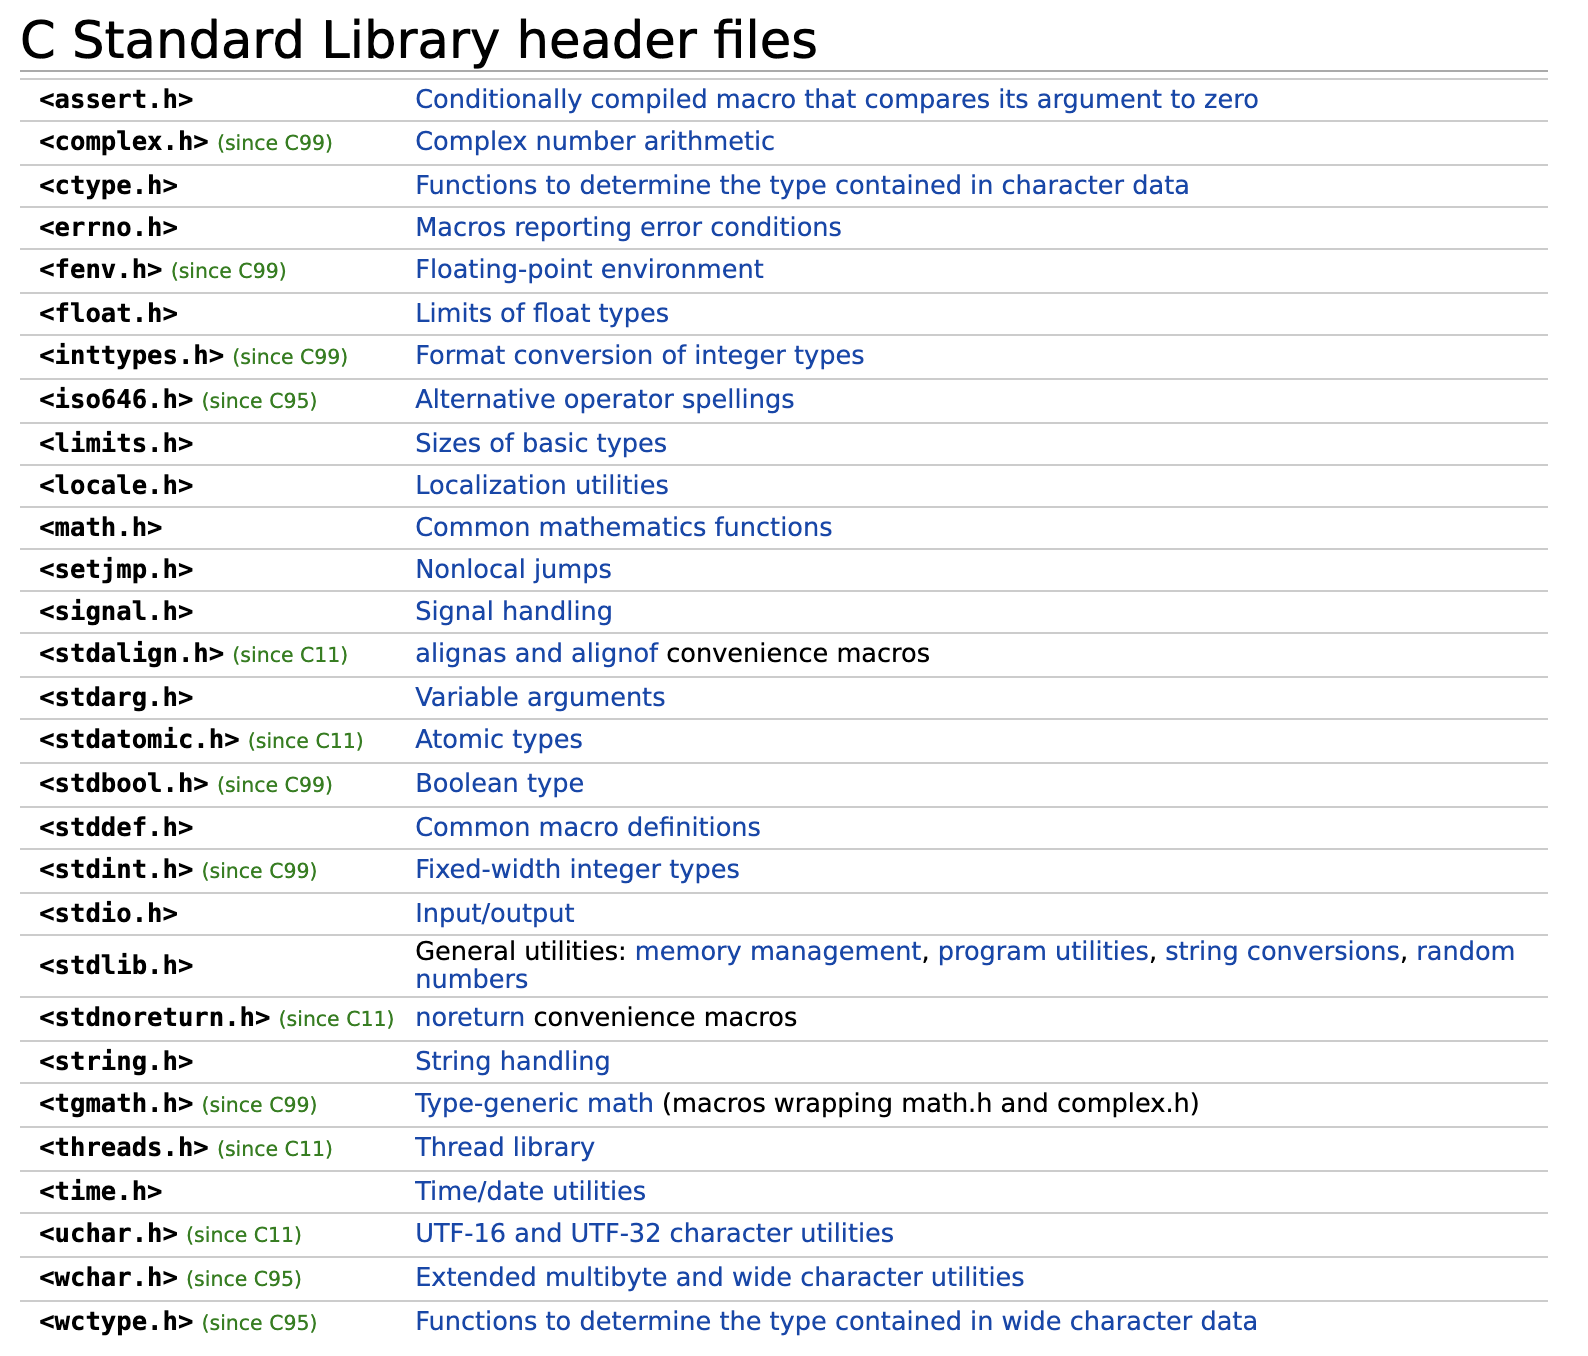 C Standard Library header files
<assert.h> Conditionally compiled macro that compares its argument to zero
<complex.h> (since C99) Complex number arithmetic
<ctype.h> Functions to determine the type contained in character data
<errno.h> Macros reporting error conditions
<fenv.h> (since C99) Floating-point environment
<float.h> Limits of float types
<inttypes.h> (since C99) Format conversion of integer types
<iso646.h> (since C95) Alternative operator spellings
<limits.h> Sizes of basic types
<locale.h> Localization utilities
<math.h> Common mathematics functions
<setjmp.h> Nonlocal jumps
<signal.h> Signal handling
<stdalign.h> (since C11) alignas and alignof convenience macros
<stdarg.h> Variable arguments
<stdatomic.h> (since C11) Atomic types
<stdbool.h> (since C99) Boolean type
<stddef.h> Common macro definitions
<stdint.h> (since C99) Fixed-width integer types
<stdio.h> Input/output
<stdlib.h> General utilities: memory management, program utilities, string conversions, random
numbers
<stdnoreturn.h> (since C11) noreturn convenience macros
<string.h> String handling
<tgmath.h> (since C99) Type-generic math (macros wrapping math.h and complex.h)
<threads.h> (since C11) Thread library
<time.h> Time/date utilities
<uchar.h> (since C11) UTF-16 and UTF-32 character utilities
<wchar.h> (since C95) Extended multibyte and wide character utilities
<wctype.h> (since C95) Functions to determine the type contained in wide character data